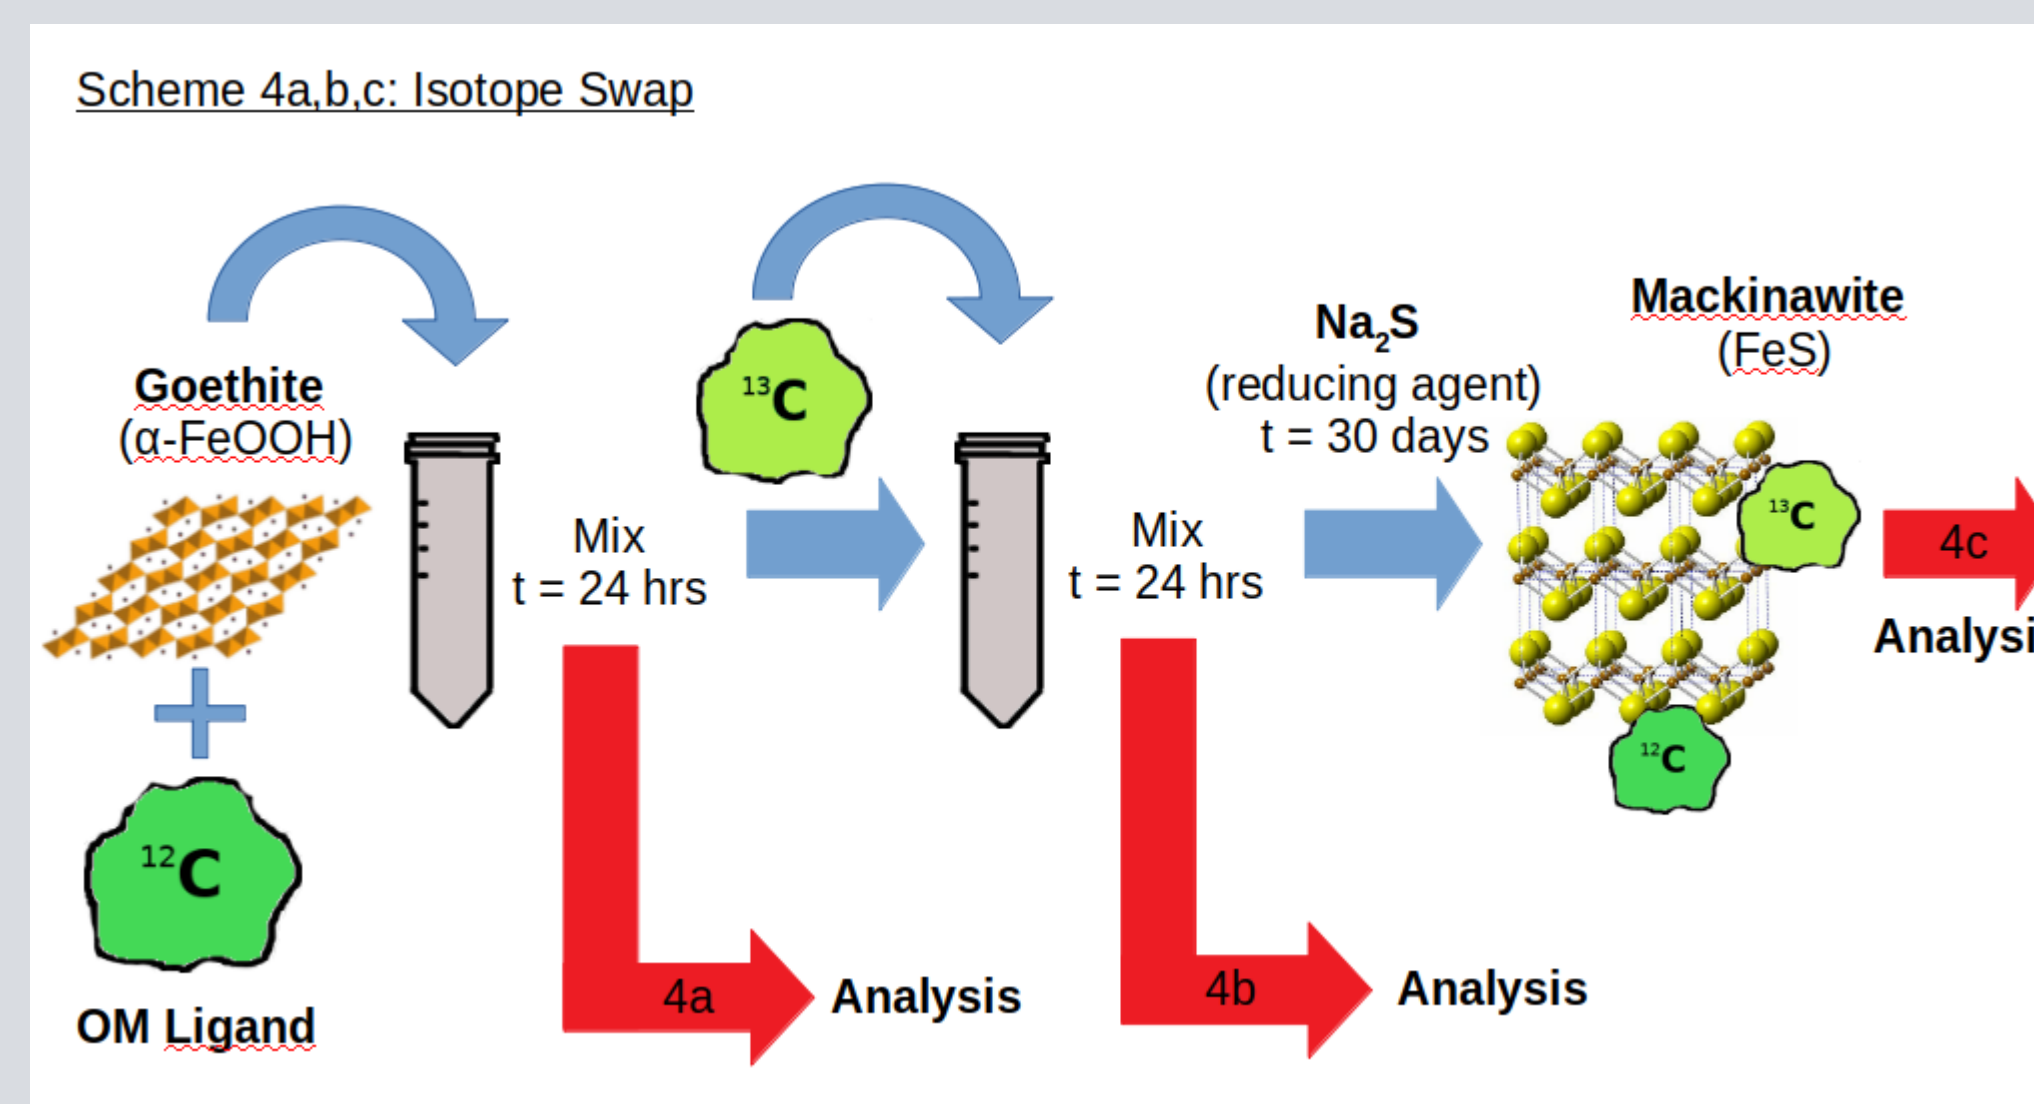 Scheme 4a,b,c: Isotope Swap
Goethite
(α-FeOOH)
¹²C
OM Ligand
Mix
t = 24 hrs
4a
Analysis
¹³C
Mix
t = 24 hrs
4b
Analysis
Na₂S
(reducing agent)
t = 30 days
Mackinawite
(FeS)
¹³C
¹²C
4c
Analysi